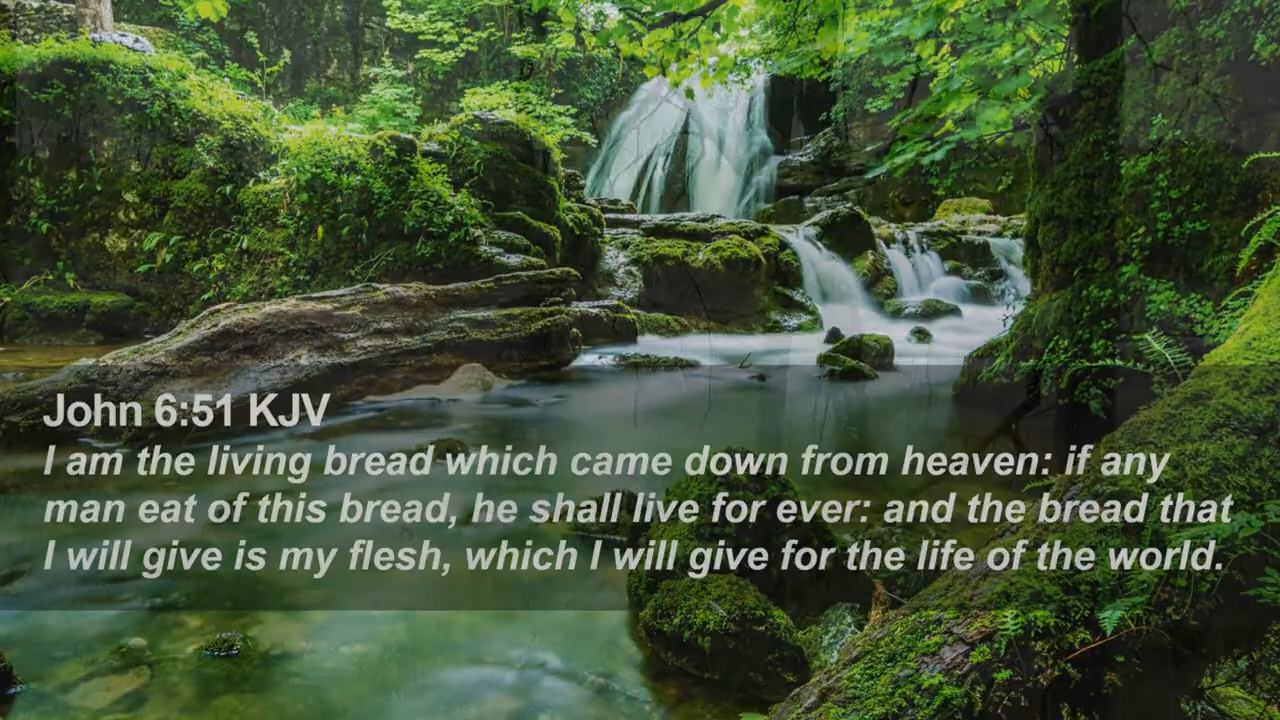 John 6:51 KJV
I am the living bread which came down from heaven: if any
man eat of this bread, he shall live for ever: and the bread that
I will give is my flesh, which I will give for the life of the world.